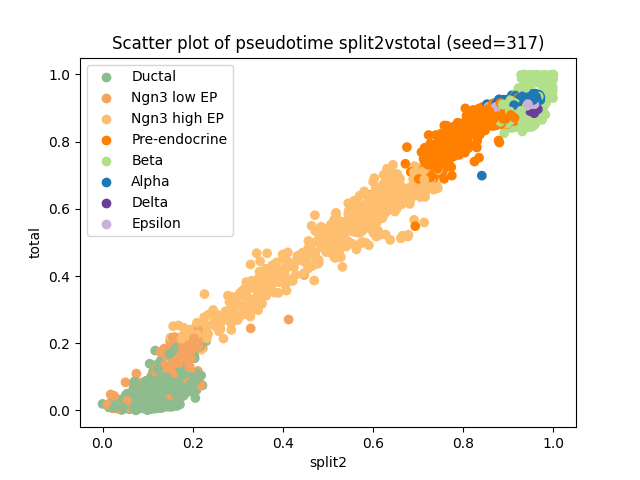 Scatter plot of pseudotime split2vstotal (seed=317)
Ductal
Ngn3 low EP
Ngn3 high EP
Pre-endocrine
Beta
Alpha
Delta
Epsilon
total
1.0
0.8
0.6
0.4
0.2
0.0
0.0 0.2 0.4 0.6 0.8 1.0
split2